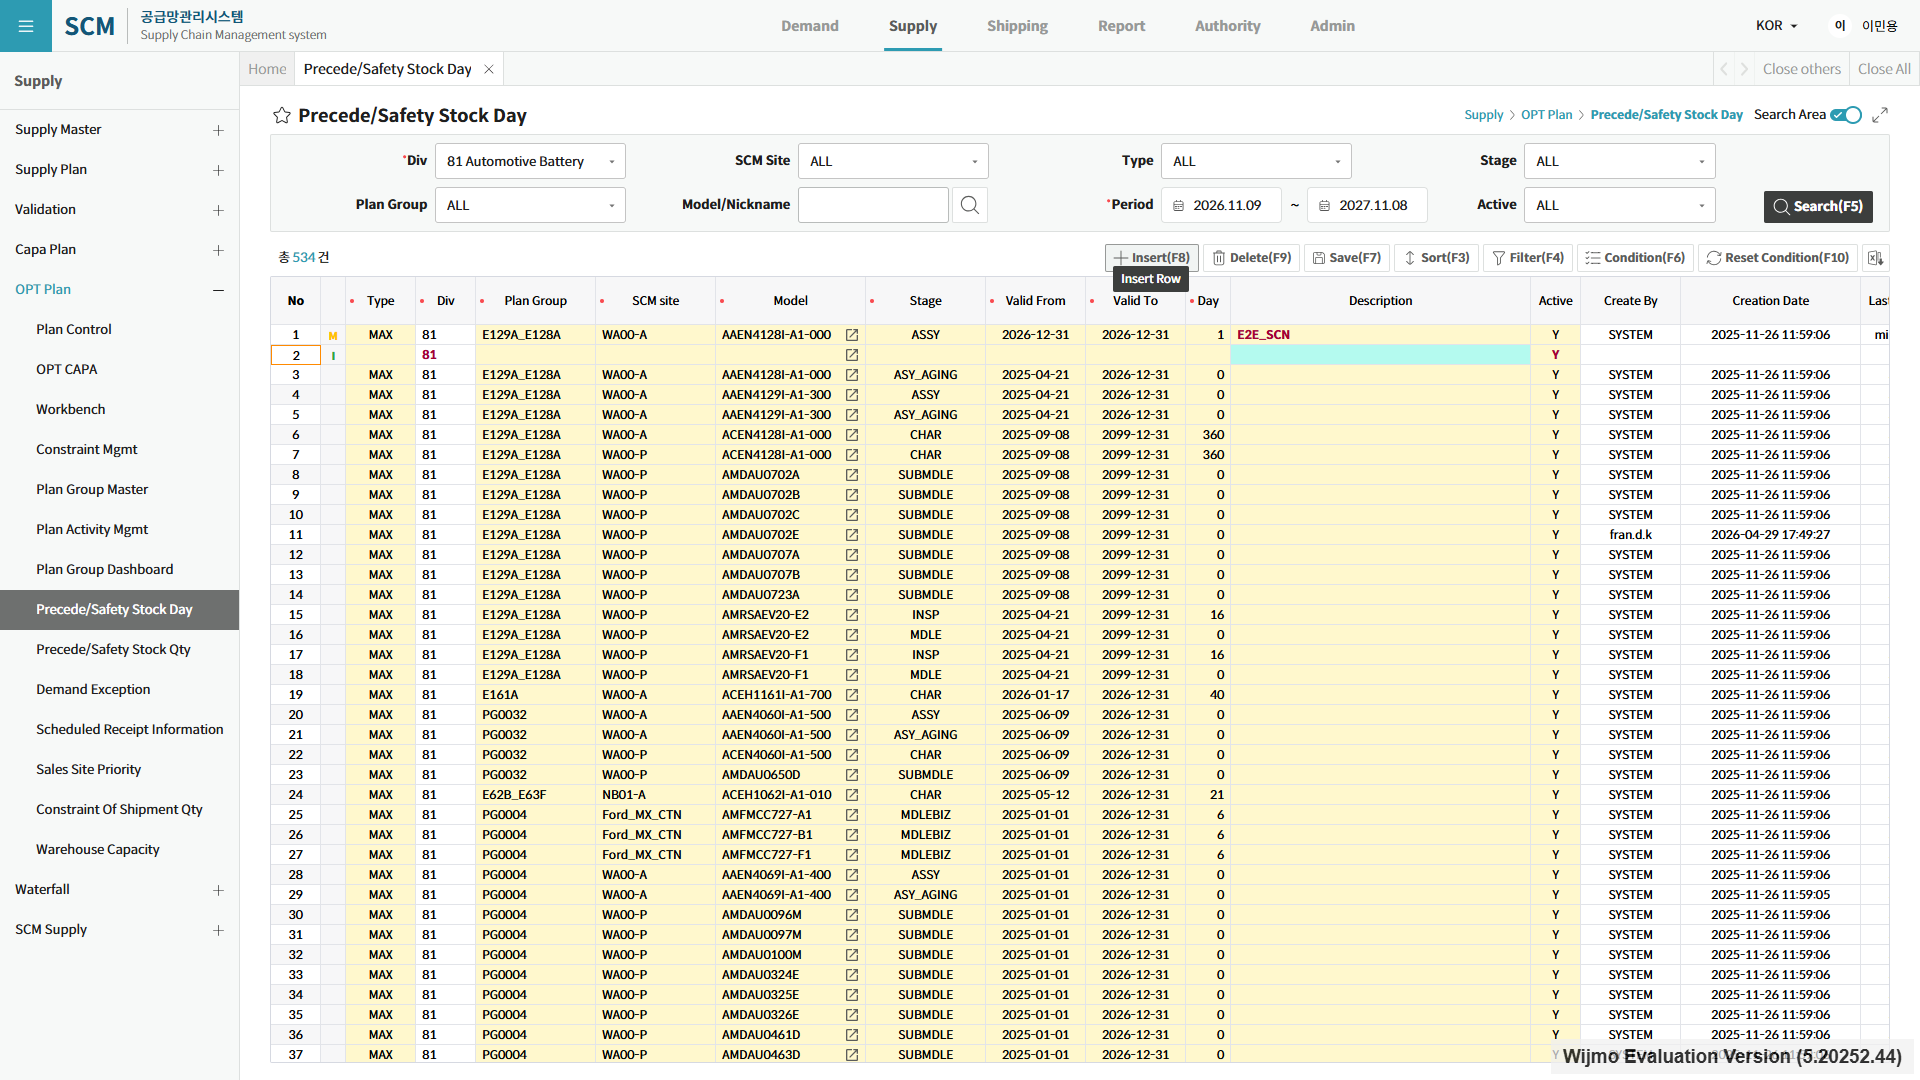 SCM 공급망관리시스템
Supply Chain Management system
Demand Supply Shipping Report Authority Admin
KOR 이 이민용
Supply
Home Precede/Safety Stock Day
Close others Close All
Supply Master
Supply Plan
Validation
Capa Plan
OPT Plan
Plan Control
OPT CAPA
Workbench
Constraint Mgmt
Plan Group Master
Plan Activity Mgmt
Plan Group Dashboard
Precede/Safety Stock Day
Precede/Safety Stock Qty
Demand Exception
Scheduled Receipt Information
Sales Site Priority
Constraint Of Shipment Qty
Warehouse Capacity
Waterfall
SCM Supply
Precede/Safety Stock Day
Supply > OPT Plan > Precede/Safety Stock Day Search Area
*Div 81 Automotive Battery SCM Site ALL Type ALL Stage ALL
Plan Group ALL Model/Nickname *Period 2026.11.09 ~ 2027.11.08 Active ALL Search(F5)
총 534 건
Insert(F8) Delete(F9) Save(F7) Sort(F3) Filter(F4) Condition(F6) Reset Condition(F10)
Insert Row
No Type Div Plan Group SCM site Model Stage Valid From Valid To Day Description Active Create By Creation Date Las
1 M MAX 81 E129A_E128A WA00-A AAEN4128I-A1-000 ASSY 2026-12-31 2026-12-31 1 E2E_SCN Y SYSTEM 2025-11-26 11:59:06 mi
2 I 81 Y
3 MAX 81 E129A_E128A WA00-A AAEN4128I-A1-000 ASY_AGING 2025-04-21 2026-12-31 0 Y SYSTEM 2025-11-26 11:59:06
4 MAX 81 E129A_E128A WA00-A AAEN4129I-A1-300 ASSY 2025-04-21 2026-12-31 0 Y SYSTEM 2025-11-26 11:59:06
5 MAX 81 E129A_E128A WA00-A AAEN4129I-A1-300 ASY_AGING 2025-04-21 2026-12-31 0 Y SYSTEM 2025-11-26 11:59:06
6 MAX 81 E129A_E128A WA00-A ACEN4128I-A1-000 CHAR 2025-09-08 2099-12-31 360 Y SYSTEM 2025-11-26 11:59:06
7 MAX 81 E129A_E128A WA00-P ACEN4128I-A1-000 CHAR 2025-09-08 2099-12-31 360 Y SYSTEM 2025-11-26 11:59:06
8 MAX 81 E129A_E128A WA00-P AMDAU0702A SUBMDLE 2025-09-08 2099-12-31 0 Y SYSTEM 2025-11-26 11:59:06
9 MAX 81 E129A_E128A WA00-P AMDAU0702B SUBMDLE 2025-09-08 2099-12-31 0 Y SYSTEM 2025-11-26 11:59:06
10 MAX 81 E129A_E128A WA00-P AMDAU0702C SUBMDLE 2025-09-08 2099-12-31 0 Y SYSTEM 2025-11-26 11:59:06
11 MAX 81 E129A_E128A WA00-P AMDAU0702E SUBMDLE 2025-09-08 2099-12-31 0 Y fran.d.k 2026-04-29 17:49:27
12 MAX 81 E129A_E128A WA00-P AMDAU0707A SUBMDLE 2025-09-08 2099-12-31 0 Y SYSTEM 2025-11-26 11:59:06
13 MAX 81 E129A_E128A WA00-P AMDAU0707B SUBMDLE 2025-09-08 2099-12-31 0 Y SYSTEM 2025-11-26 11:59:06
14 MAX 81 E129A_E128A WA00-P AMDAU0723A SUBMDLE 2025-09-08 2099-12-31 0 Y SYSTEM 2025-11-26 11:59:06
15 MAX 81 E129A_E128A WA00-P AMRSAEV20-E2 INSP 2025-04-21 2099-12-31 16 Y SYSTEM 2025-11-26 11:59:06
16 MAX 81 E129A_E128A WA00-P AMRSAEV20-E2 MDLE 2025-04-21 2099-12-31 0 Y SYSTEM 2025-11-26 11:59:06
17 MAX 81 E129A_E128A WA00-P AMRSAEV20-F1 INSP 2025-04-21 2099-12-31 16 Y SYSTEM 2025-11-26 11:59:06
18 MAX 81 E129A_E128A WA00-P AMRSAEV20-F1 MDLE 2025-04-21 2099-12-31 0 Y SYSTEM 2025-11-26 11:59:06
19 MAX 81 E161A WA00-A ACEH1161I-A1-700 CHAR 2026-01-17 2026-12-31 40 Y SYSTEM 2025-11-26 11:59:06
20 MAX 81 PG0032 WA00-A AAEN4060I-A1-500 ASSY 2025-06-09 2026-12-31 0 Y SYSTEM 2025-11-26 11:59:06
21 MAX 81 PG0032 WA00-A AAEN4060I-A1-500 ASY_AGING 2025-06-09 2026-12-31 0 Y SYSTEM 2025-11-26 11:59:06
22 MAX 81 PG0032 WA00-P ACEN4060I-A1-500 CHAR 2025-06-09 2026-12-31 0 Y SYSTEM 2025-11-26 11:59:06
23 MAX 81 PG0032 WA00-P AMDAU0650D SUBMDLE 2025-06-09 2026-12-31 0 Y SYSTEM 2025-11-26 11:59:06
24 MAX 81 E62B_E63F NB01-A ACEH1062I-A1-010 CHAR 2025-05-12 2026-12-31 21 Y SYSTEM 2025-11-26 11:59:06
25 MAX 81 PG0004 Ford_MX_CTN AMFMCC727-A1 MDLEBIZ 2025-01-01 2026-12-31 6 Y SYSTEM 2025-11-26 11:59:06
26 MAX 81 PG0004 Ford_MX_CTN AMFMCC727-B1 MDLEBIZ 2025-01-01 2026-12-31 6 Y SYSTEM 2025-11-26 11:59:06
27 MAX 81 PG0004 Ford_MX_CTN AMFMCC727-F1 MDLEBIZ 2025-01-01 2026-12-31 6 Y SYSTEM 2025-11-26 11:59:06
28 MAX 81 PG0004 WA00-A AAEN4069I-A1-400 ASSY 2025-01-01 2026-12-31 0 Y SYSTEM 2025-11-26 11:59:06
29 MAX 81 PG0004 WA00-A AAEN4069I-A1-400 ASY_AGING 2025-01-01 2026-12-31 0 Y SYSTEM 2025-11-26 11:59:05
30 MAX 81 PG0004 WA00-P AMDAU0096M SUBMDLE 2025-01-01 2026-12-31 0 Y SYSTEM 2025-11-26 11:59:06
31 MAX 81 PG0004 WA00-P AMDAU0097M SUBMDLE 2025-01-01 2026-12-31 0 Y SYSTEM 2025-11-26 11:59:06
32 MAX 81 PG0004 WA00-P AMDAU0100M SUBMDLE 2025-01-01 2026-12-31 0 Y SYSTEM 2025-11-26 11:59:06
33 MAX 81 PG0004 WA00-P AMDAU0324E SUBMDLE 2025-01-01 2026-12-31 0 Y SYSTEM 2025-11-26 11:59:06
34 MAX 81 PG0004 WA00-P AMDAU0325E SUBMDLE 2025-01-01 2026-12-31 0 Y SYSTEM 2025-11-26 11:59:06
35 MAX 81 PG0004 WA00-P AMDAU0326E SUBMDLE 2025-01-01 2026-12-31 0 Y SYSTEM 2025-11-26 11:59:06
36 MAX 81 PG0004 WA00-P AMDAU0461D SUBMDLE 2025-01-01 2026-12-31 0 Y SYSTEM 2025-11-26 11:59:06
37 MAX 81 PG0004 WA00-P AMDAU0463D SUBMDLE 2025-01-01 2026-12-31 0 Y
Wijmo Evaluation Version (5.20252.44)